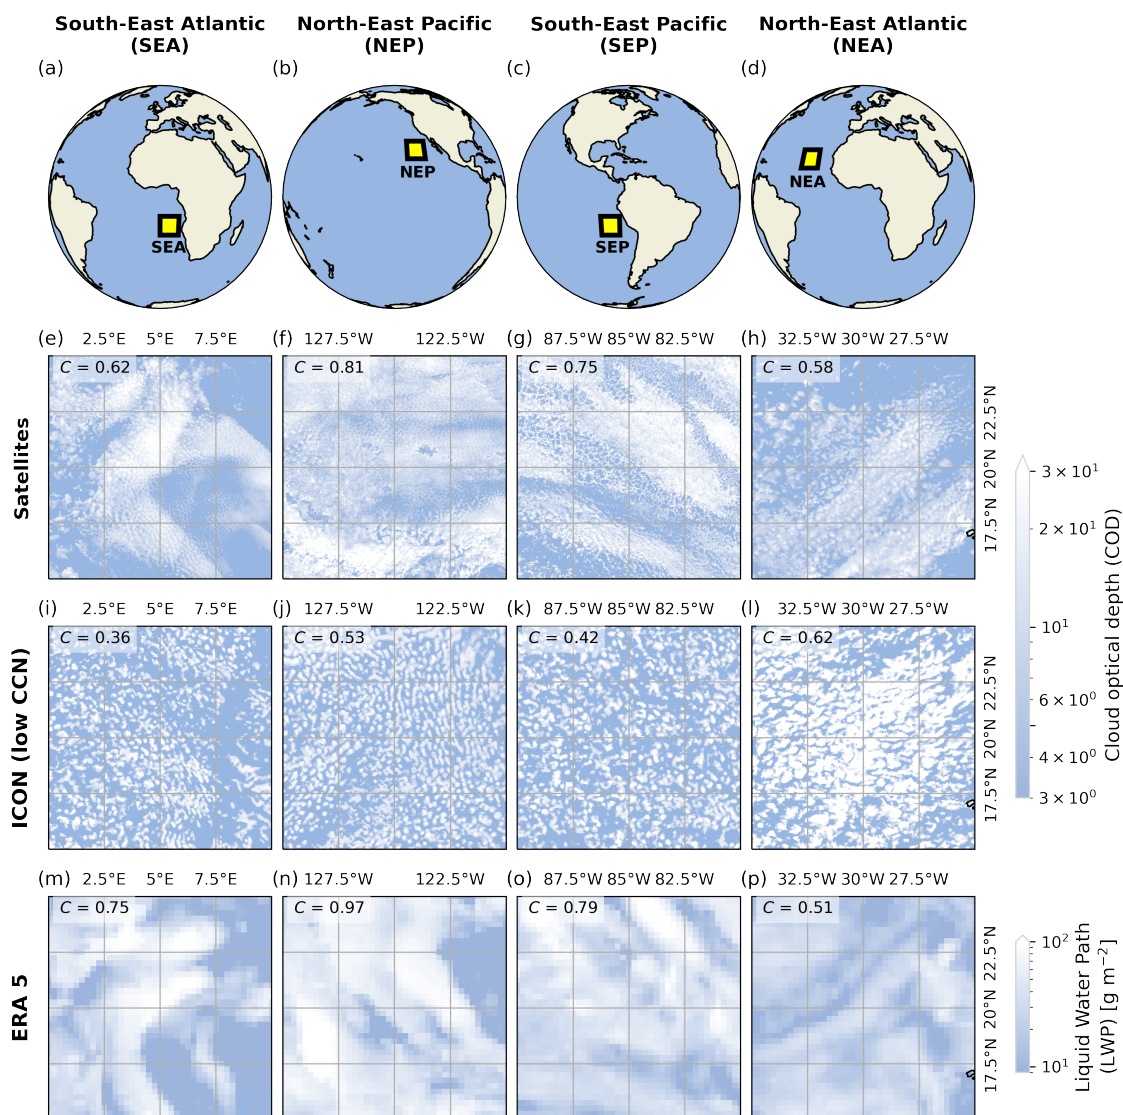 South-East Atlantic
(SEA)
North-East Pacific
(NEP)
South-East Pacific
(SEP)
North-East Atlantic
(NEA)
(a)
(b)
(c)
(d)
SEA
NEP
SEP
NEA
(e) 2.5°E 5°E 7.5°E
(f) 127.5°W 122.5°W
(g) 87.5°W 85°W 82.5°W
(h) 32.5°W 30°W 27.5°W
C = 0.62
C = 0.81
C = 0.75
C = 0.58
Satellites
22.5°N
20°N
17.5°N
(i) 2.5°E 5°E 7.5°E
(j) 127.5°W 122.5°W
(k) 87.5°W 85°W 82.5°W
(l) 32.5°W 30°W 27.5°W
C = 0.36
C = 0.53
C = 0.42
C = 0.62
ICON (low CCN)
22.5°N
20°N
17.5°N
3 × 10¹
2 × 10¹
10¹
6 × 10⁰
4 × 10⁰
3 × 10⁰
Cloud optical depth (COD)
(m) 2.5°E 5°E 7.5°E
(n) 127.5°W 122.5°W
(o) 87.5°W 85°W 82.5°W
(p) 32.5°W 30°W 27.5°W
C = 0.75
C = 0.97
C = 0.79
C = 0.51
ERA 5
22.5°N
20°N
17.5°N
10²
10¹
Liquid Water Path
(LWP) [g m⁻²]